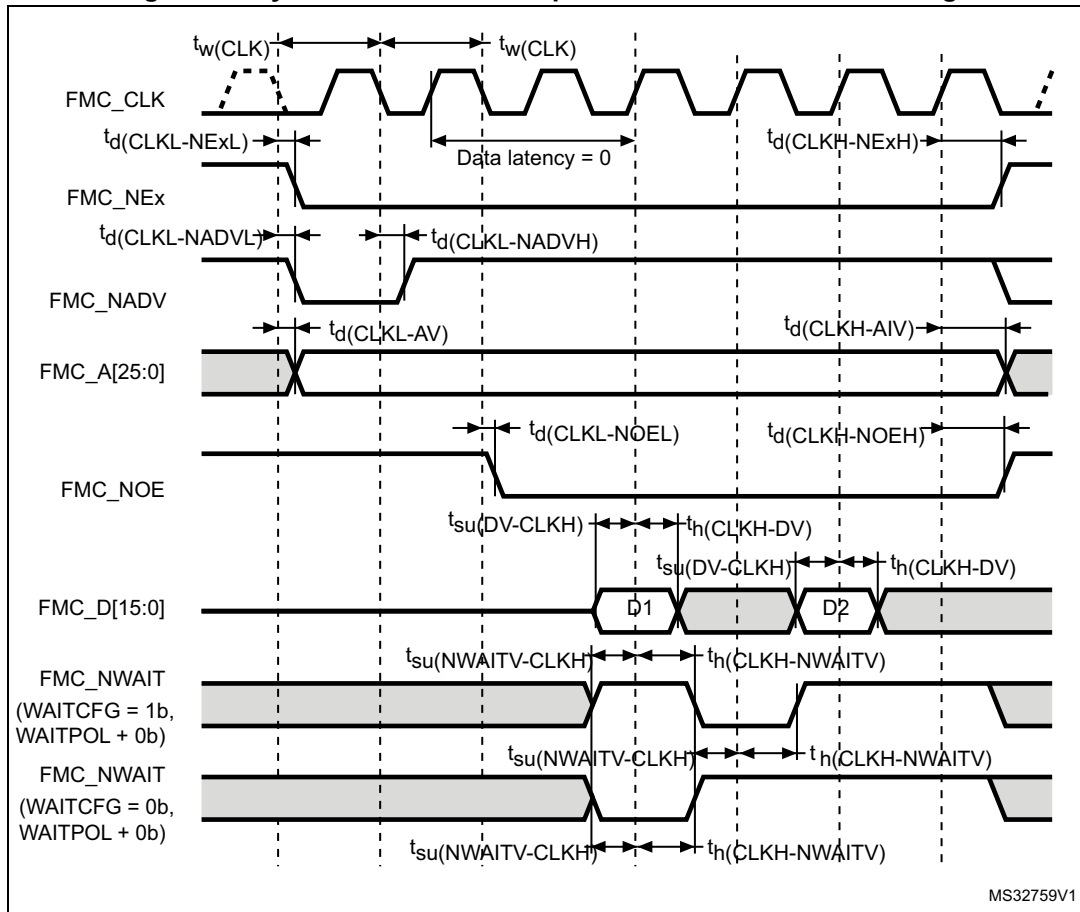 tw(CLK) tw(CLK)
FMC_CLK
td(CLKL-NExL) Data latency = 0 td(CLKH-NExH)
FMC_NEx
td(CLKL-NADVL) td(CLKL-NADVH)
FMC_NADV
td(CLKL-AV) td(CLKH-AIV)
FMC_A[25:0]
td(CLKL-NOEL) td(CLKH-NOEH)
FMC_NOE
tsu(DV-CLKH) th(CLKH-DV)
tsu(DV-CLKH) th(CLKH-DV)
FMC_D[15:0] D1 D2
tsu(NWAITV-CLKH) th(CLKH-NWAITV)
FMC_NWAIT
(WAITCFG = 1b,
WAITPOL + 0b)
tsu(NWAITV-CLKH) th(CLKH-NWAITV)
FMC_NWAIT
(WAITCFG = 0b,
WAITPOL + 0b)
tsu(NWAITV-CLKH) th(CLKH-NWAITV)
MS32759V1